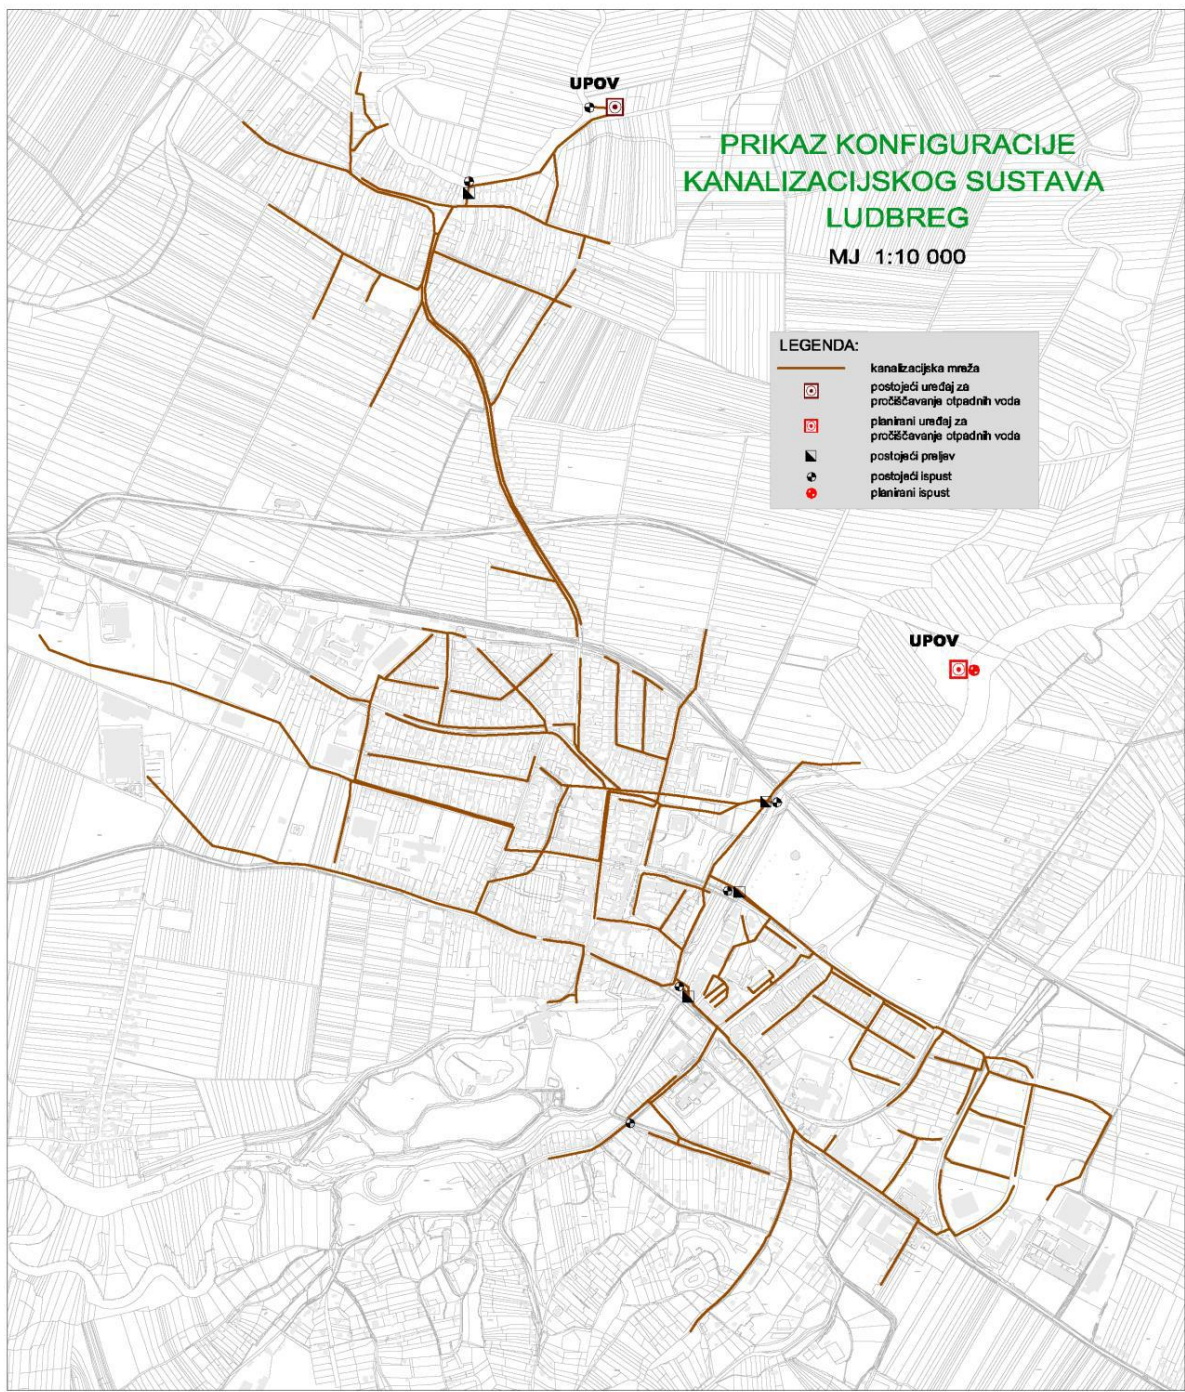 UPOV
PRIKAZ KONFIGURACIJE
KANALIZACIJSKOG SUSTAVA
LUDBREG
MJ 1:10 000
LEGENDA:
kanalizacijska mreža
postojeći uređaj za
pročišćavanje otpadnih voda
planirani uređaj za
pročišćavanje otpadnih voda
postojeći preljev
postojeći ispust
planirani ispust
UPOV